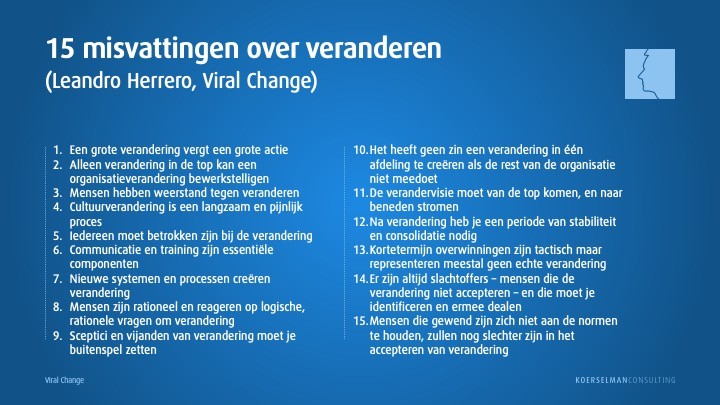 15 misvattingen over veranderen
(Leandro Herrero, Viral Change)
1. Een grote verandering vergt een grote actie
2. Alleen verandering in de top kan een
organisatieverandering bewerkstelligen
3. Mensen hebben weerstand tegen veranderen
4. Cultuurverandering is een langzaam en pijnlijk
proces
5. Iedereen moet betrokken zijn bij de verandering
6. Communicatie en training zijn essentiële
componenten
7. Nieuwe systemen en processen creëren
verandering
8. Mensen zijn rationeel en reageren op logische,
rationele vragen om verandering
9. Sceptici en vijanden van verandering moet je
buitenspel zetten
10. Het heeft geen zin een verandering in één
afdeling te creëren als de rest van de organisatie
niet meedoet
11. De verandervisie moet van de top komen, en naar
beneden stromen
12. Na verandering heb je een periode van stabiliteit
en consolidatie nodig
13. Kortetermijn overwinningen zijn tactisch maar
representeren meestal geen echte verandering
14. Er zijn altijd slachtoffers – mensen die de
verandering niet accepteren – en die moet je
identificeren en ermee dealen
15. Mensen die gewend zijn zich niet aan de normen
te houden, zullen nog slechter zijn in het
accepteren van verandering
Viral Change
KOERSELMANCONSULTING